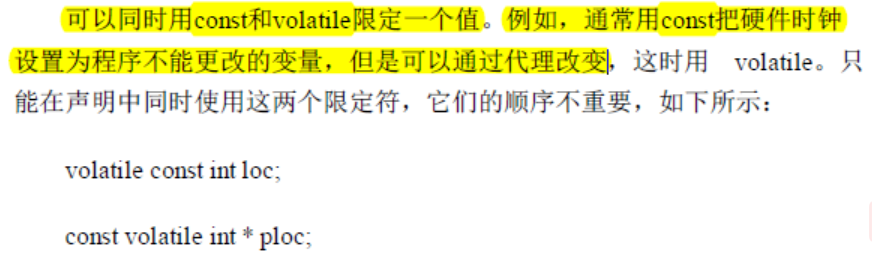 可以同时用const和volatile限定一个值。例如，通常用const把硬件时钟
设置为程序不能更改的变量，但是可以通过代理改变，这时用 volatile。只
能在声明中同时使用这两个限定符，它们的顺序不重要，如下所示：
volatile const int loc;
const volatile int * ploc;